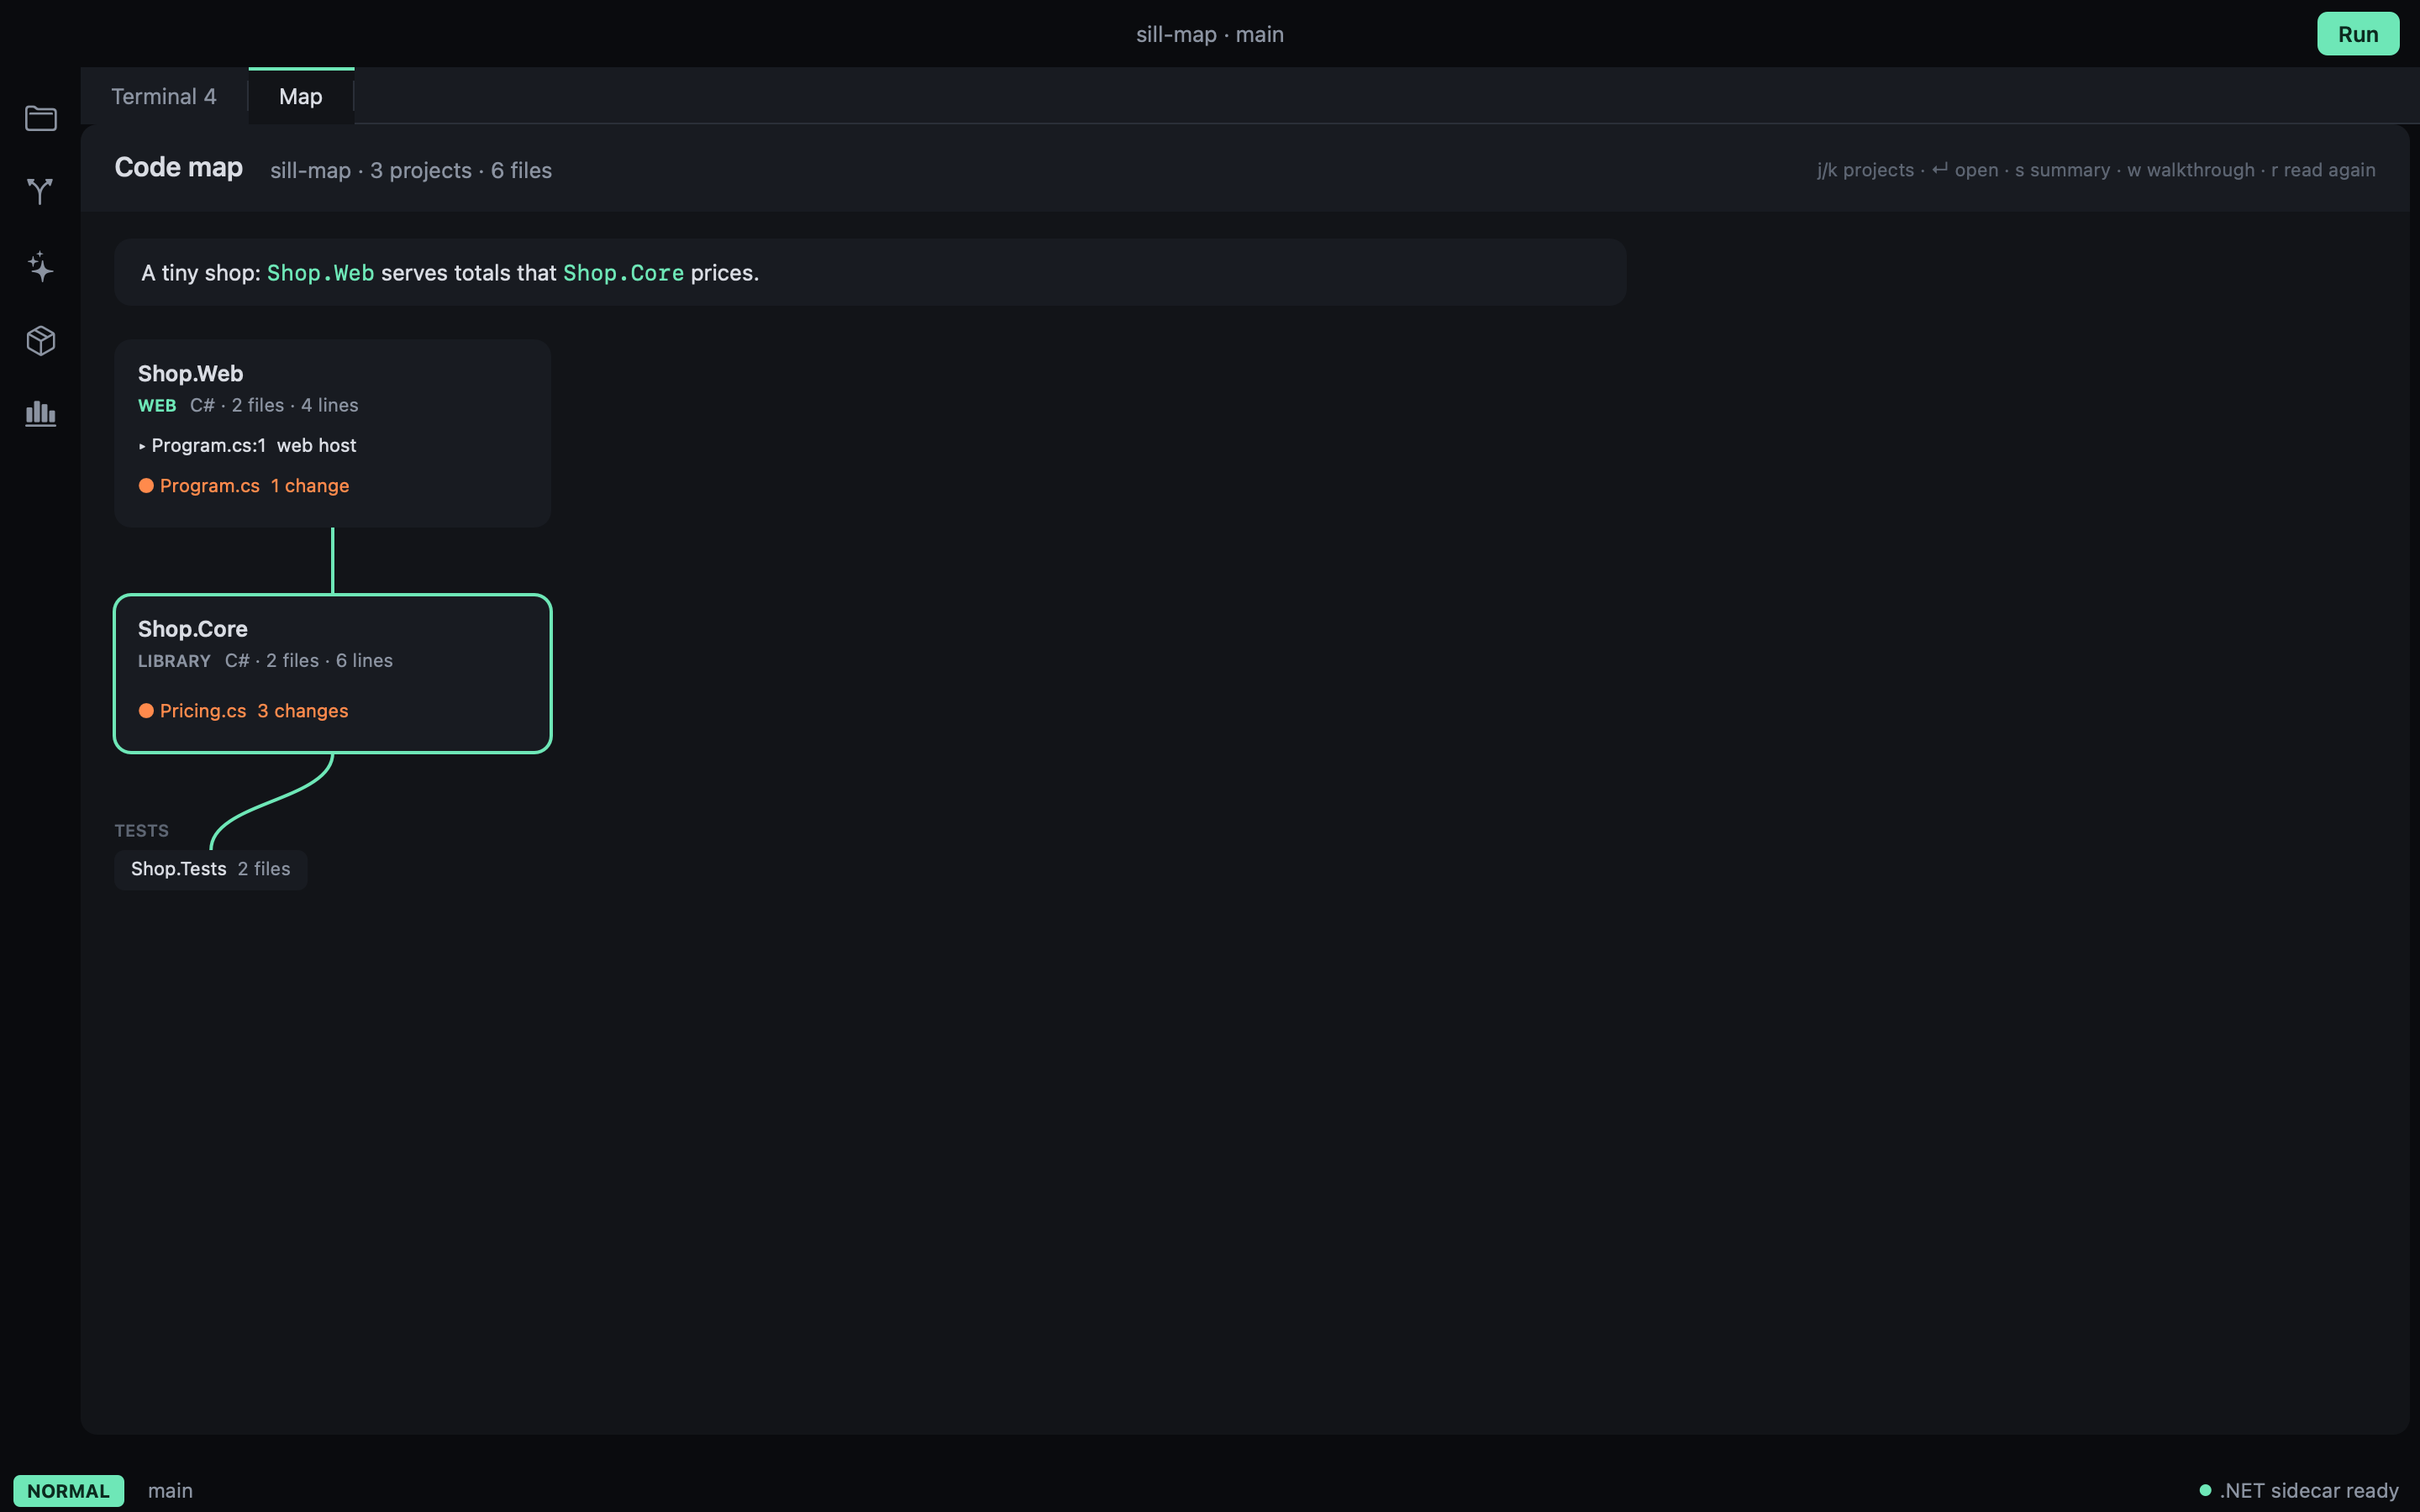 sill-map · main
Run
Terminal 4
Map
Code map
sill-map · 3 projects · 6 files
j/k projects · ↵ open · s summary · w walkthrough · r read again
A tiny shop: Shop.Web serves totals that Shop.Core prices.
Shop.Web
WEB C# · 2 files · 4 lines
▸ Program.cs:1 web host
Program.cs 1 change
Shop.Core
LIBRARY C# · 2 files · 6 lines
Pricing.cs 3 changes
TESTS
Shop.Tests 2 files
NORMAL
main
.NET sidecar ready